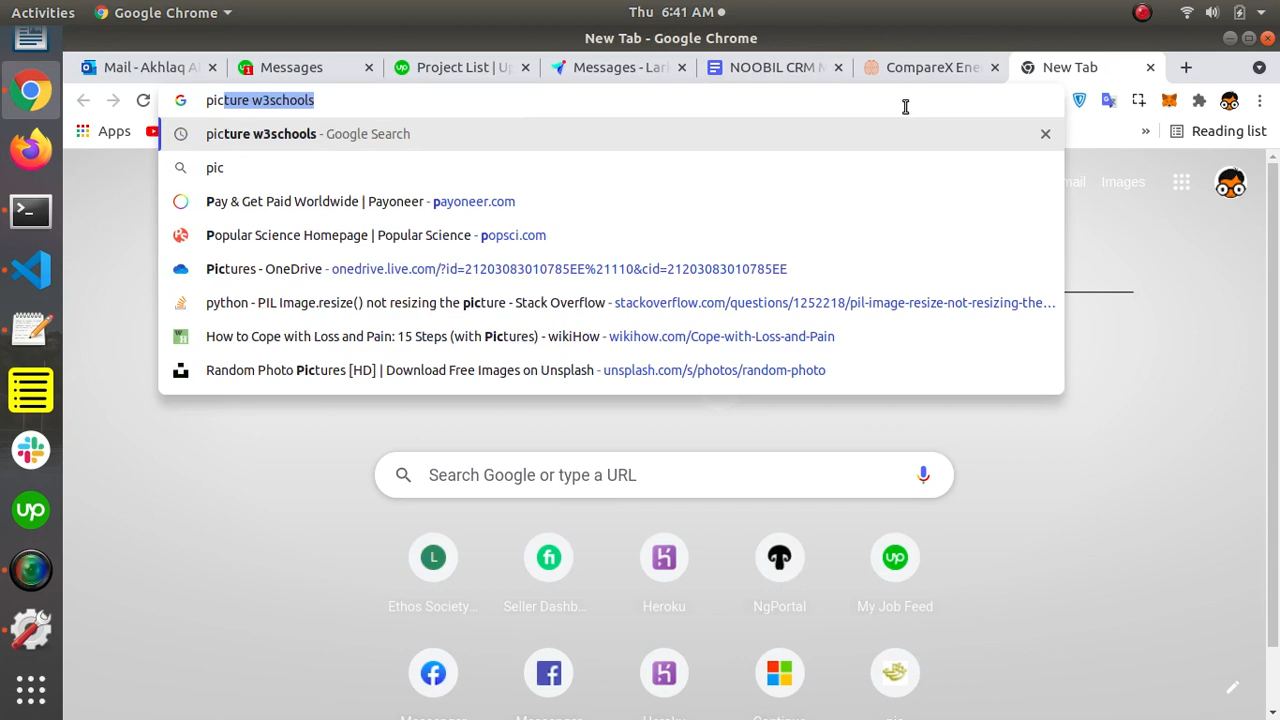 Activities
Google Chrome
Thu 6:41 AM
New Tab - Google Chrome
Mail - Akhlaq A
Messages
Project List | Up
Messages - Lari
NOOBIL CRM M
CompareX Ene
New Tab
picture w3schools
Apps
Reading list
picture w3schools - Google Search
pic
Pay & Get Paid Worldwide | Payoneer - payoneer.com
Popular Science Homepage | Popular Science - popsci.com
Pictures - OneDrive - onedrive.live.com/?id=21203083010785EE%21110&cid=21203083010785EE
python - PIL Image.resize() not resizing the picture - Stack Overflow - stackoverflow.com/questions/1252218/pil-image-resize-not-resizing-the…
How to Cope with Loss and Pain: 15 Steps (with Pictures) - wikiHow - wikihow.com/Cope-with-Loss-and-Pain
Random Photo Pictures [HD] | Download Free Images on Unsplash - unsplash.com/s/photos/random-photo
mail
Images
Search Google or type a URL
L
Ethos Society...
Seller Dashb...
Heroku
NgPortal
My Job Feed